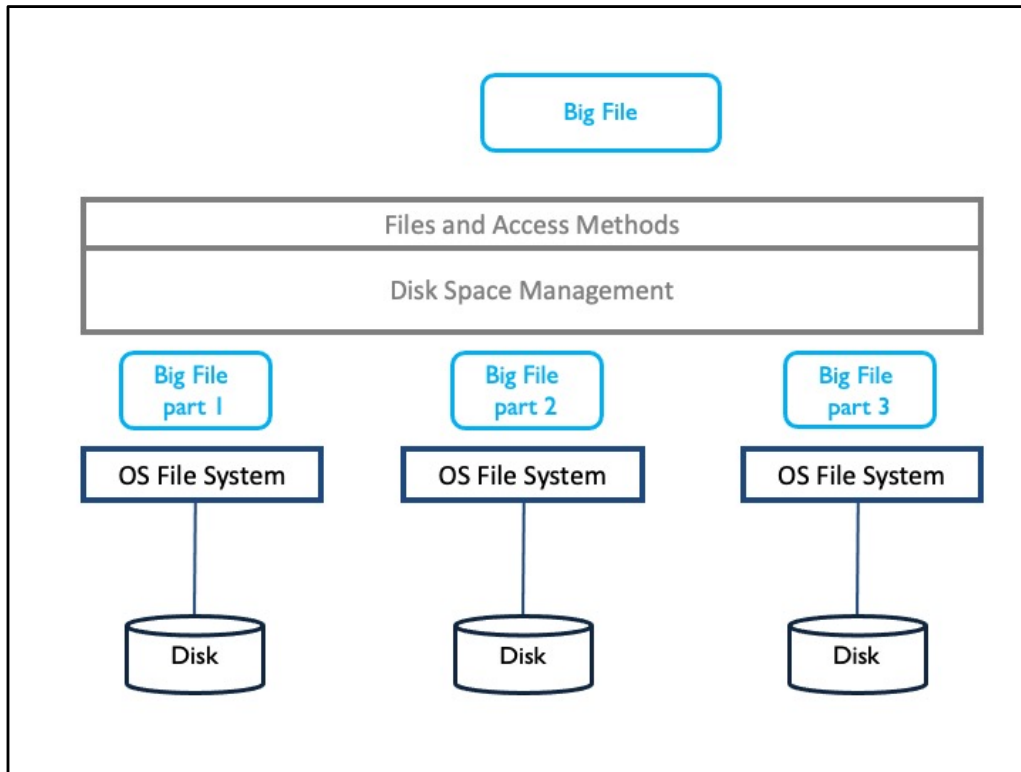 Big File
Files and Access Methods
Disk Space Management
Big File
part 1
Big File
part 2
Big File
part 3
OS File System
OS File System
OS File System
Disk
Disk
Disk